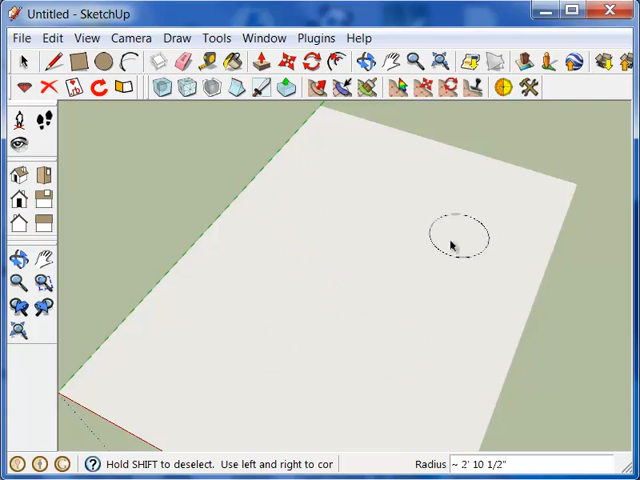 Untitled - SketchUp
File Edit View Camera Draw Tools Window Plugins Help
Hold SHIFT to deselect. Use left and right to cor
Radius ~ 2' 10 1/2"